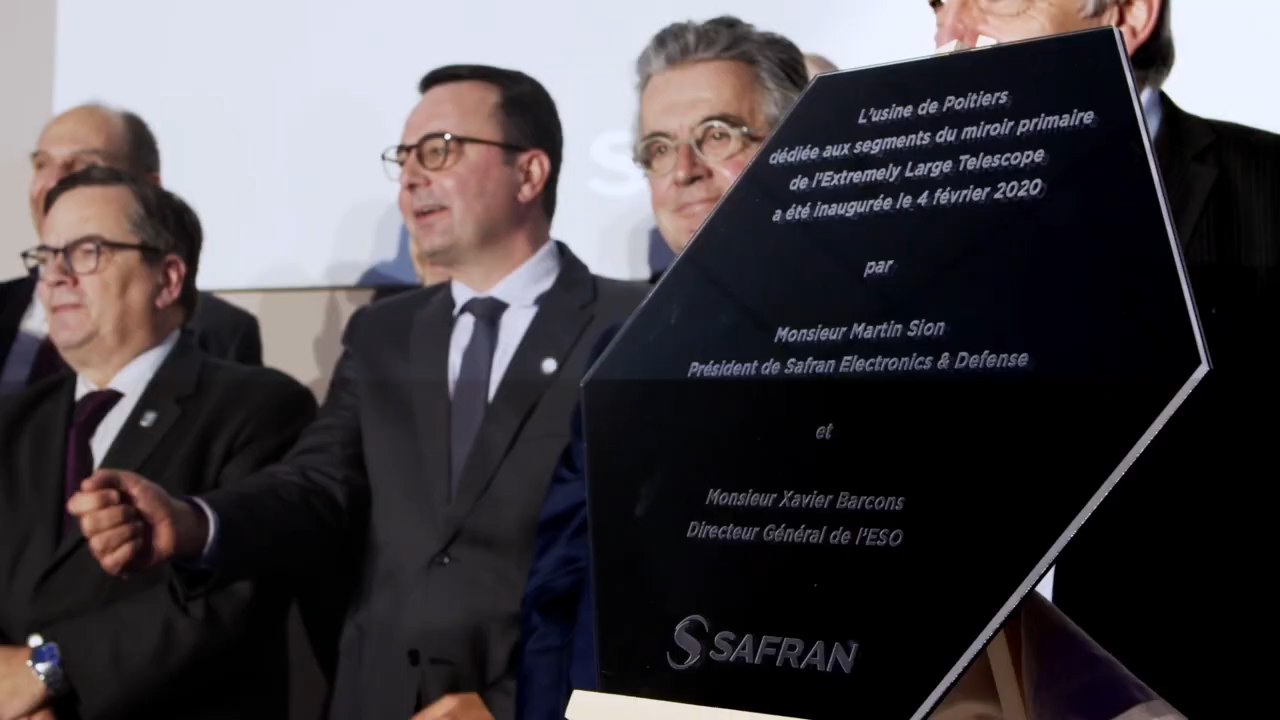 L'usine de Poitiers
dédiée aux segments du miroir primaire
de l'Extremely Large Telescope
a été inaugurée le 4 février 2020
par
Monsieur Martin Sion
Président de Safran Electronics & Defense
et
Monsieur Xavier Barcons
Directeur Général de l'ESO
SAFRAN